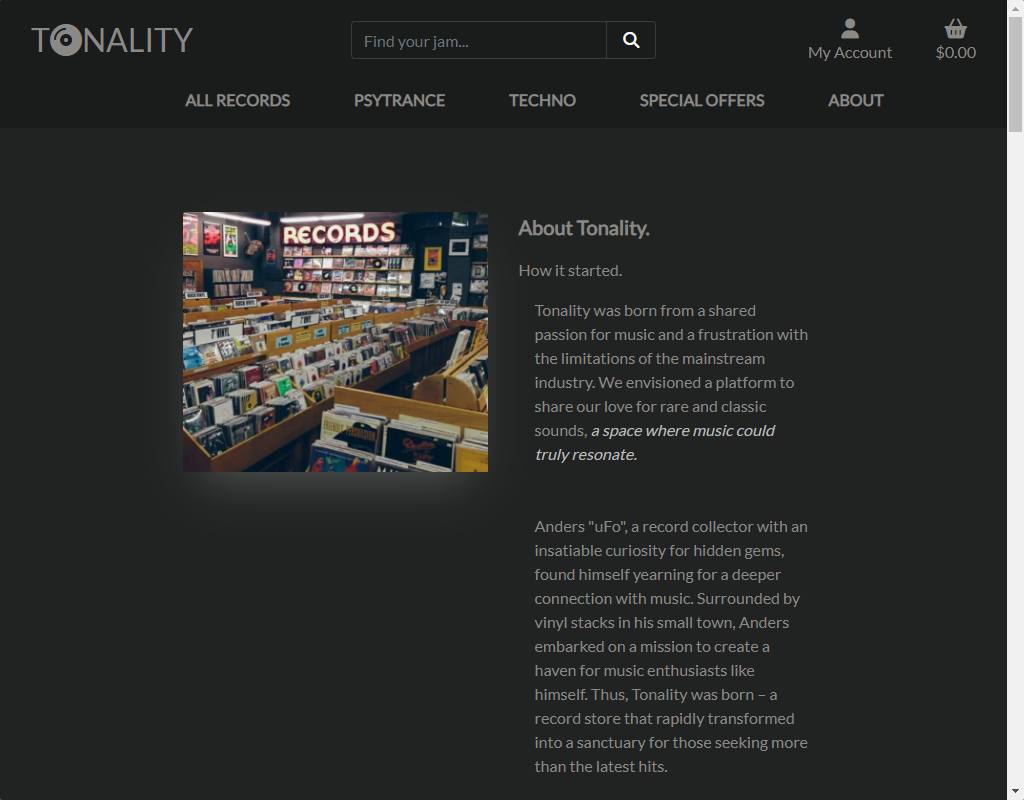 TONALITY
Find your jam...
My Account
$0.00
ALL RECORDS
PSYTRANCE
TECHNO
SPECIAL OFFERS
ABOUT
RECORDS
About Tonality.
How it started.
Tonality was born from a shared
passion for music and a frustration with
the limitations of the mainstream
industry. We envisioned a platform to
share our love for rare and classic
sounds, a space where music could
truly resonate.
Anders "uFo", a record collector with an
insatiable curiosity for hidden gems,
found himself yearning for a deeper
connection with music. Surrounded by
vinyl stacks in his small town, Anders
embarked on a mission to create a
haven for music enthusiasts like
himself. Thus, Tonality was born – a
record store that rapidly transformed
into a sanctuary for those seeking more
than the latest hits.